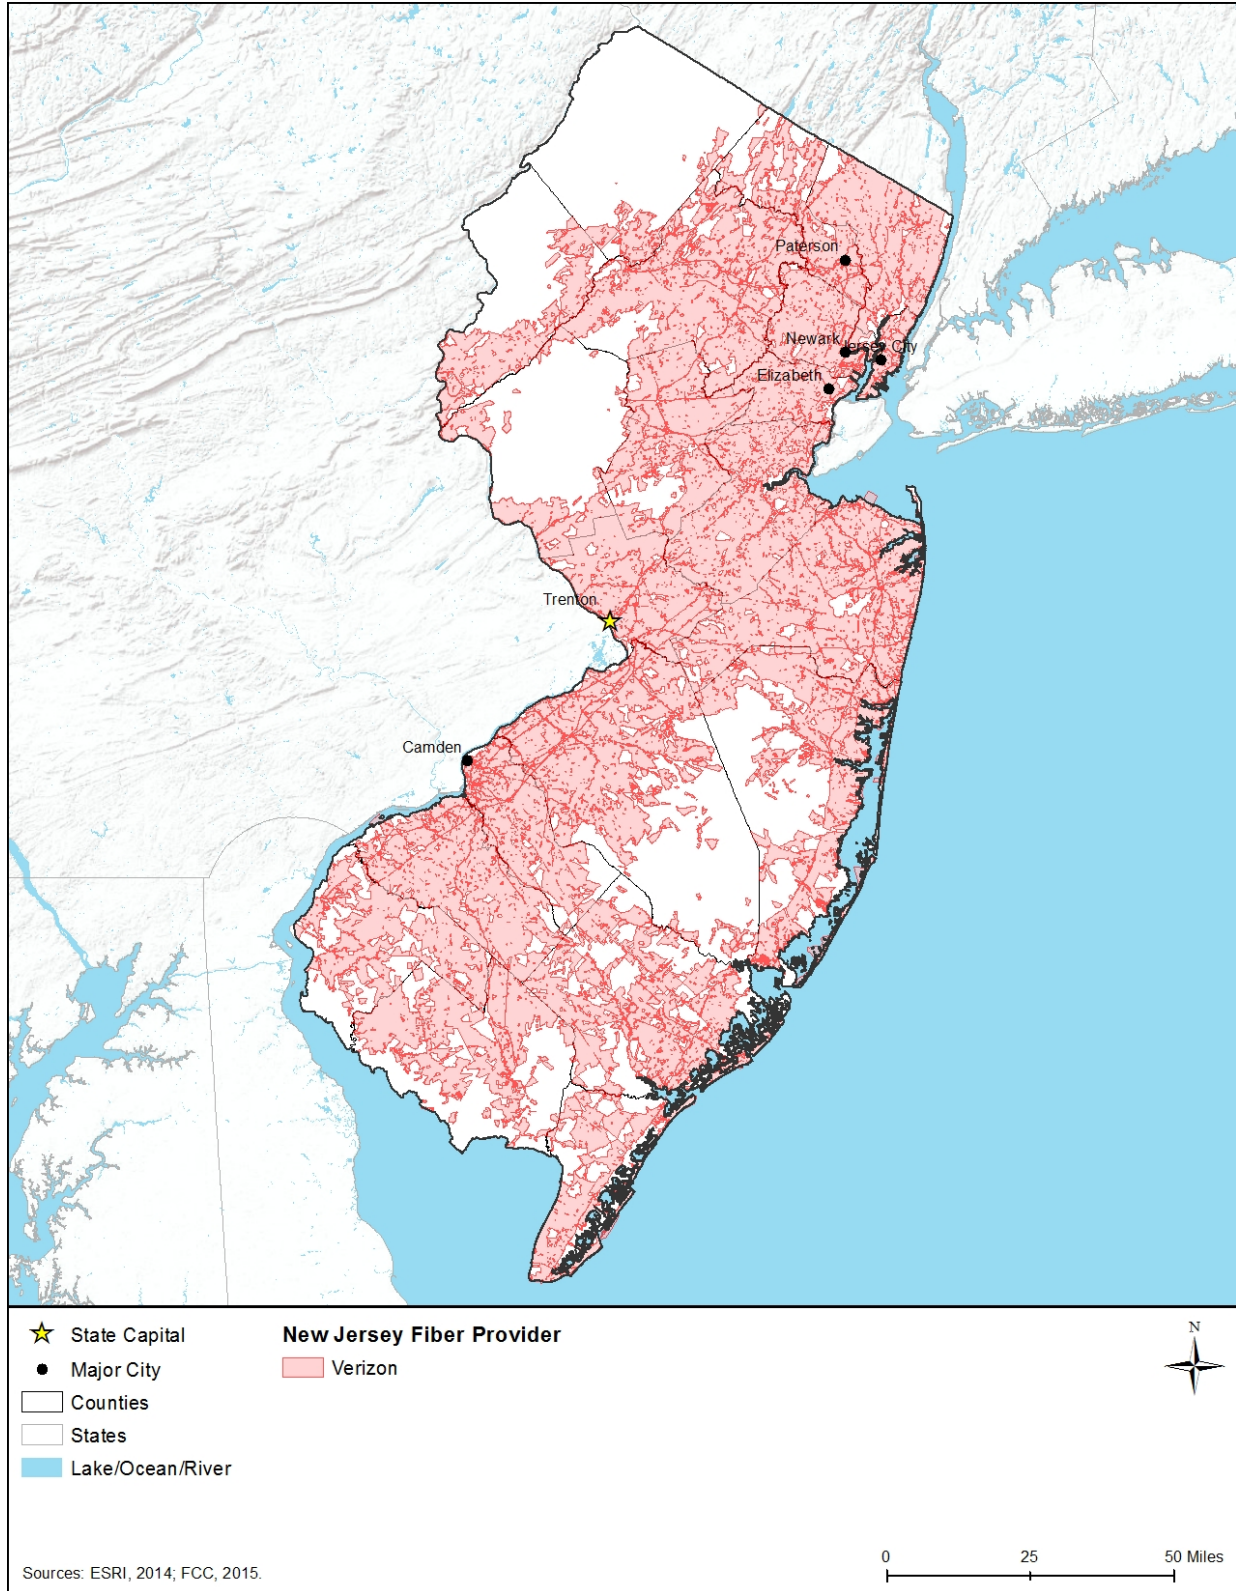 Paterson
Newark
Jersey City
Elizabeth
Trenton
Camden
State Capital
Major City
Counties
States
Lake/Ocean/River
New Jersey Fiber Provider
Verizon
N
0 25 50 Miles
Sources: ESRI, 2014; FCC, 2015.